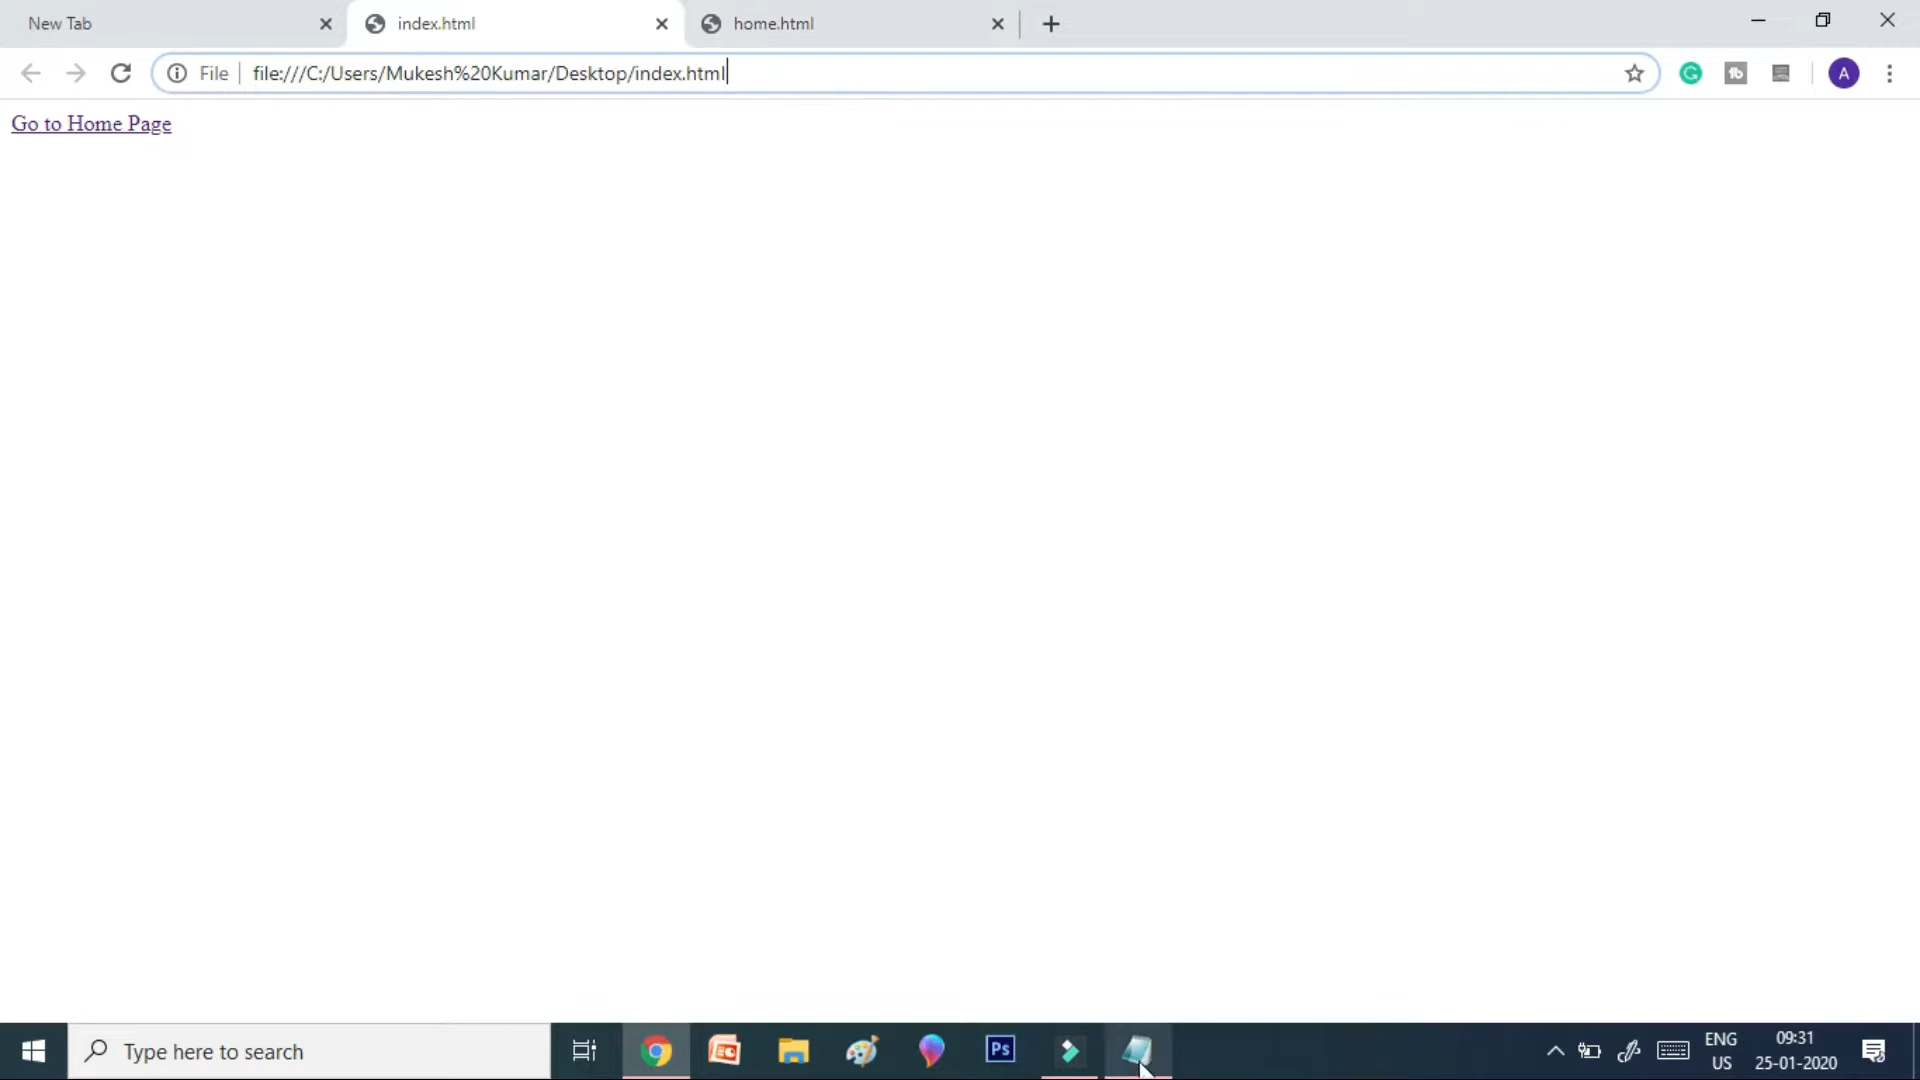 New Tab
index.html
home.html
File
file:///C:/Users/Mukesh%20Kumar/Desktop/index.html
A
Go to Home Page
Type here to search
Ps
ENG
US
09:31
25-01-2020